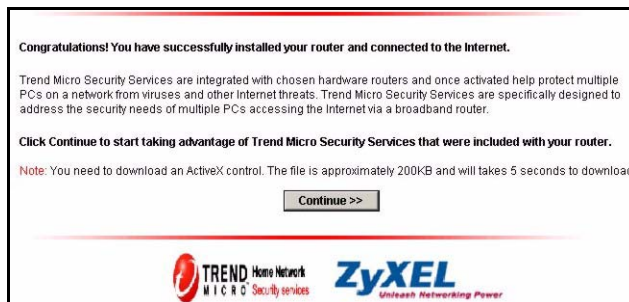 Congratulations! You have successfully installed your router and connected to the Internet.
Trend Micro Security Services are integrated with chosen hardware routers and once activated help protect multiple
PCs on a network from viruses and other Internet threats. Trend Micro Security Services are specifically designed to
address the security needs of multiple PCs accessing the Internet via a broadband router.
Click Continue to start taking advantage of Trend Micro Security Services that were included with your router.
Note: You need to download an ActiveX control. The file is approximately 200KB and will takes 5 seconds to download
Continue >>
TREND Home Network
MICRO Security services
ZyXEL
Unleash Networking Power